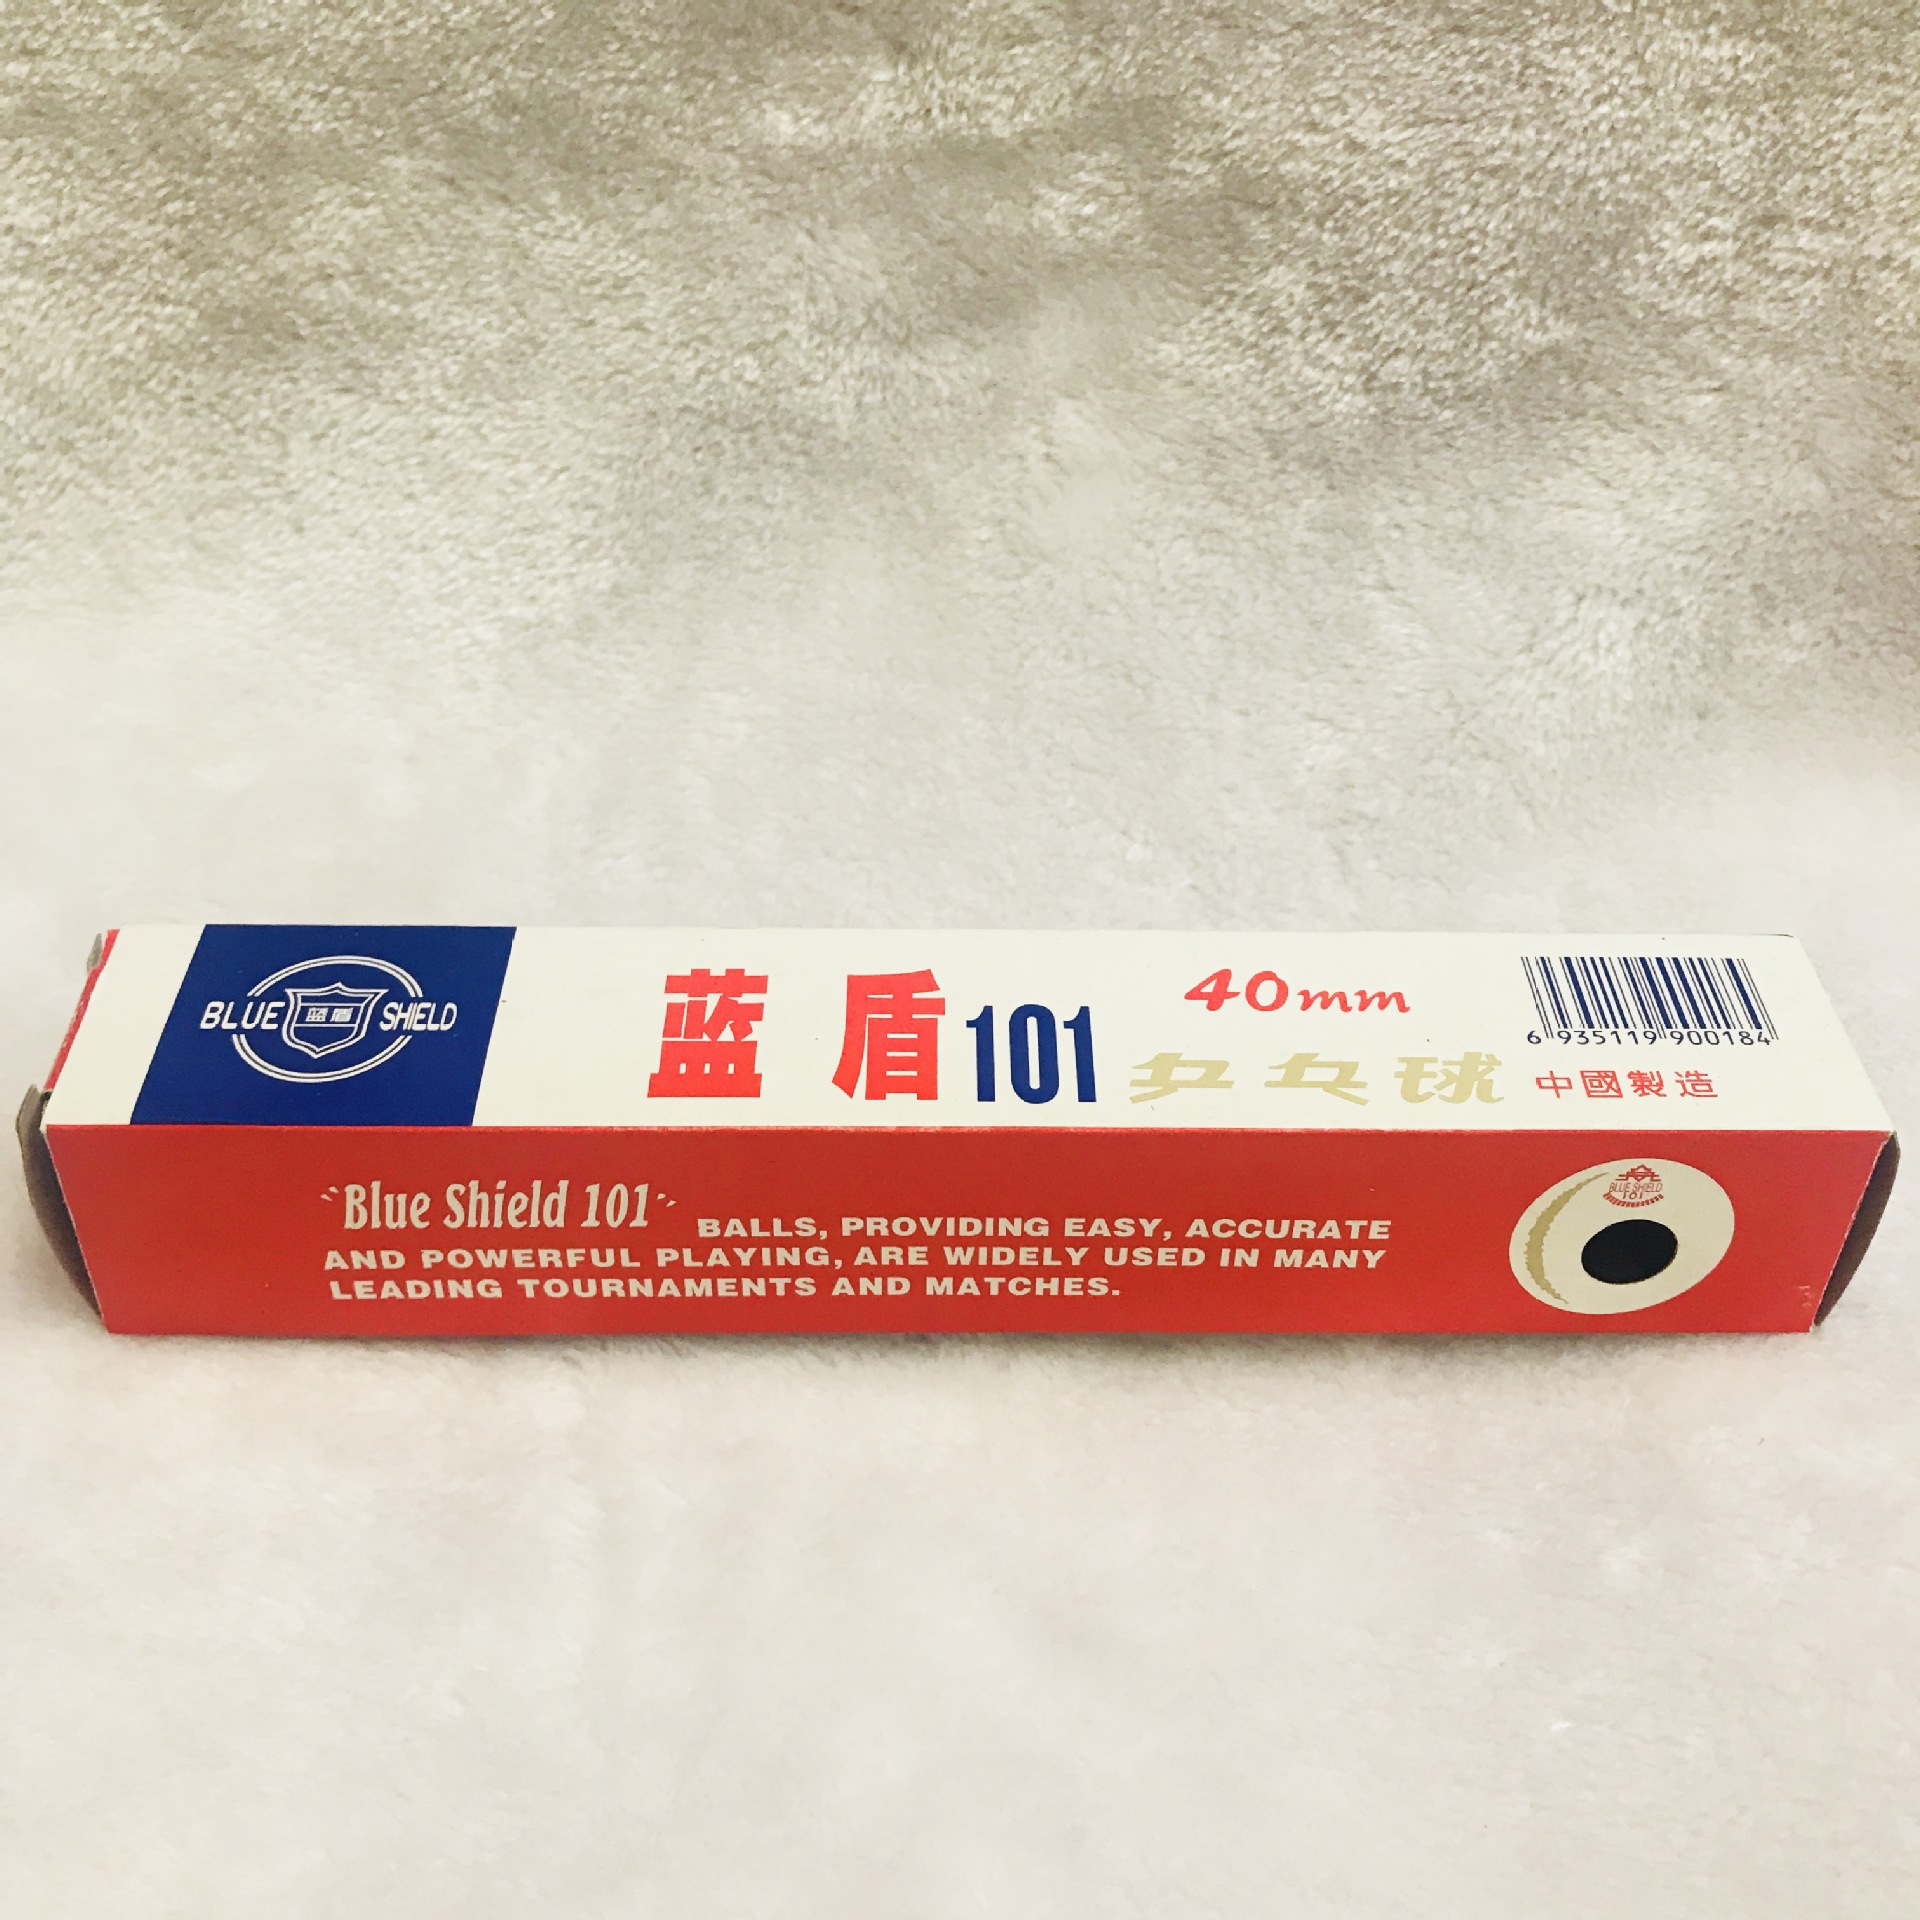 BLUE 蓝盾 SHIELD
蓝盾101
40mm
乒乓球
6 935119 900184
中國製造
"Blue Shield 101" BALLS, PROVIDING EASY, ACCURATE
AND POWERFUL PLAYING, ARE WIDELY USED IN MANY
LEADING TOURNAMENTS AND MATCHES.
BLUE SHIELD
101